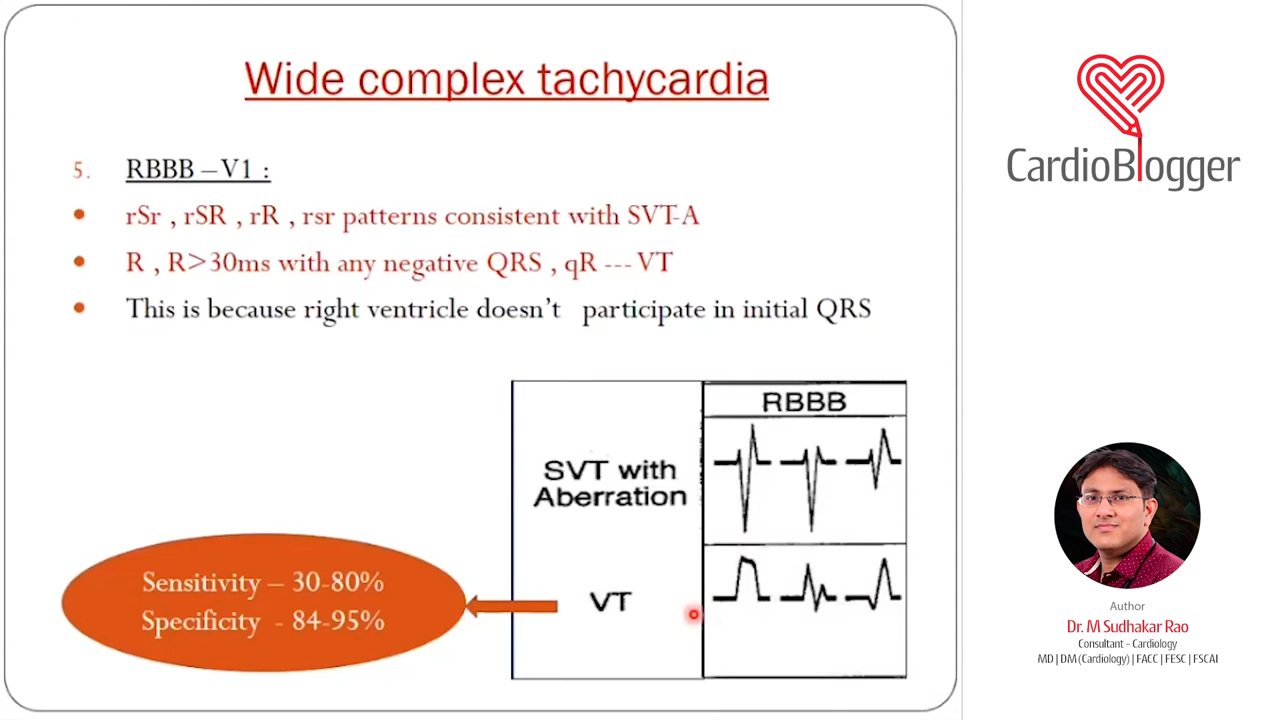 Wide complex tachycardia
5. RBBB – V1 :
• rSr , rSR , rR , rsr patterns consistent with SVT-A
• R , R>30ms with any negative QRS , qR --- VT
• This is because right ventricle doesn’t participate in initial QRS
RBBB
SVT with
Aberration
VT
Sensitivity – 30-80%
Specificity - 84-95%
CardioBlogger
Author
Dr. M Sudhakar Rao
Consultant – Cardiology
MD | DM (Cardiology) | FACC | FESC | FSCAI